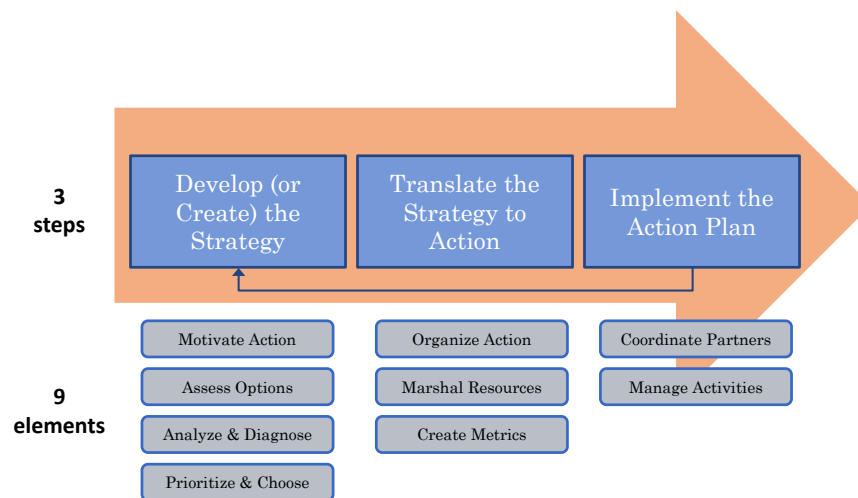 3
steps
Develop (or
Create) the
Strategy
Translate the
Strategy to
Action
Implement the
Action Plan
9
elements
Motivate Action
Assess Options
Analyze & Diagnose
Prioritize & Choose
Organize Action
Marshal Resources
Create Metrics
Coordinate Partners
Manage Activities